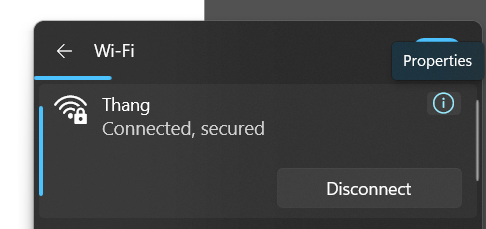 Wi-Fi
Properties
Thang
Connected, secured
Disconnect